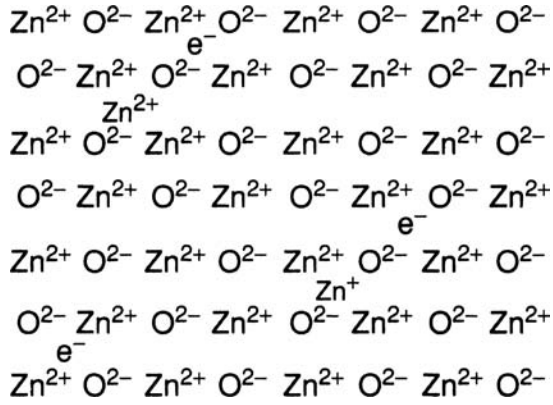 Zn²⁺ O²⁻ Zn²⁺ O²⁻ Zn²⁺ O²⁻ Zn²⁺ O²⁻
e⁻
O²⁻ Zn²⁺ O²⁻ Zn²⁺ O²⁻ Zn²⁺ O²⁻ Zn²⁺
Zn²⁺
Zn²⁺ O²⁻ Zn²⁺ O²⁻ Zn²⁺ O²⁻ Zn²⁺ O²⁻
O²⁻ Zn²⁺ O²⁻ Zn²⁺ O²⁻ Zn²⁺ O²⁻ Zn²⁺
e⁻
Zn²⁺ O²⁻ Zn²⁺ O²⁻ Zn²⁺ O²⁻ Zn²⁺ O²⁻
Zn⁺
O²⁻ Zn²⁺ O²⁻ Zn²⁺ O²⁻ Zn²⁺ O²⁻ Zn²⁺
e⁻
Zn²⁺ O²⁻ Zn²⁺ O²⁻ Zn²⁺ O²⁻ Zn²⁺ O²⁻